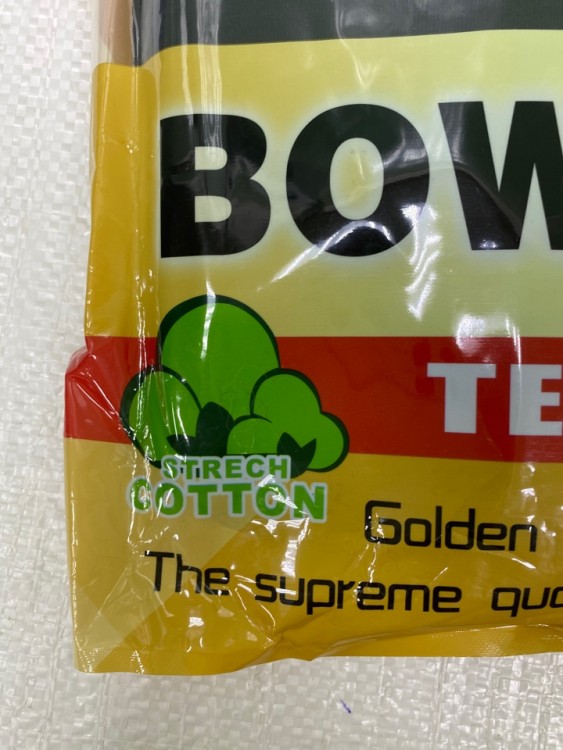 BOW
TE
STRECH
COTTON
Golden
The supreme qua